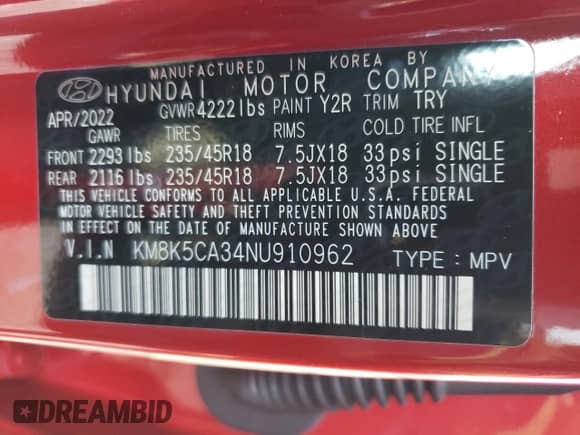 MANUFACTURED IN KOREA BY
HYUNDAI MOTOR COMPANY
APR/2022 GVWR 4222lbs PAINT Y2R TRIM TRY
GAWR TIRES RIMS COLD TIRE INFL
FRONT 2293 lbs 235/45R18 7.5JX18 33psi SINGLE
REAR 2116 lbs 235/45R18 7.5JX18 33psi SINGLE
THIS VEHICLE CONFORMS TO ALL APPLICABLE U.S.A. FEDERAL
MOTOR VEHICLE SAFETY AND THEFT PREVENTION STANDARDS
IN EFFECT ON THE DATE OF MANUFACTURE SHOWN ABOVE
V.I.N KM8K5CA34NU910962 TYPE : MPV
DREAMBID